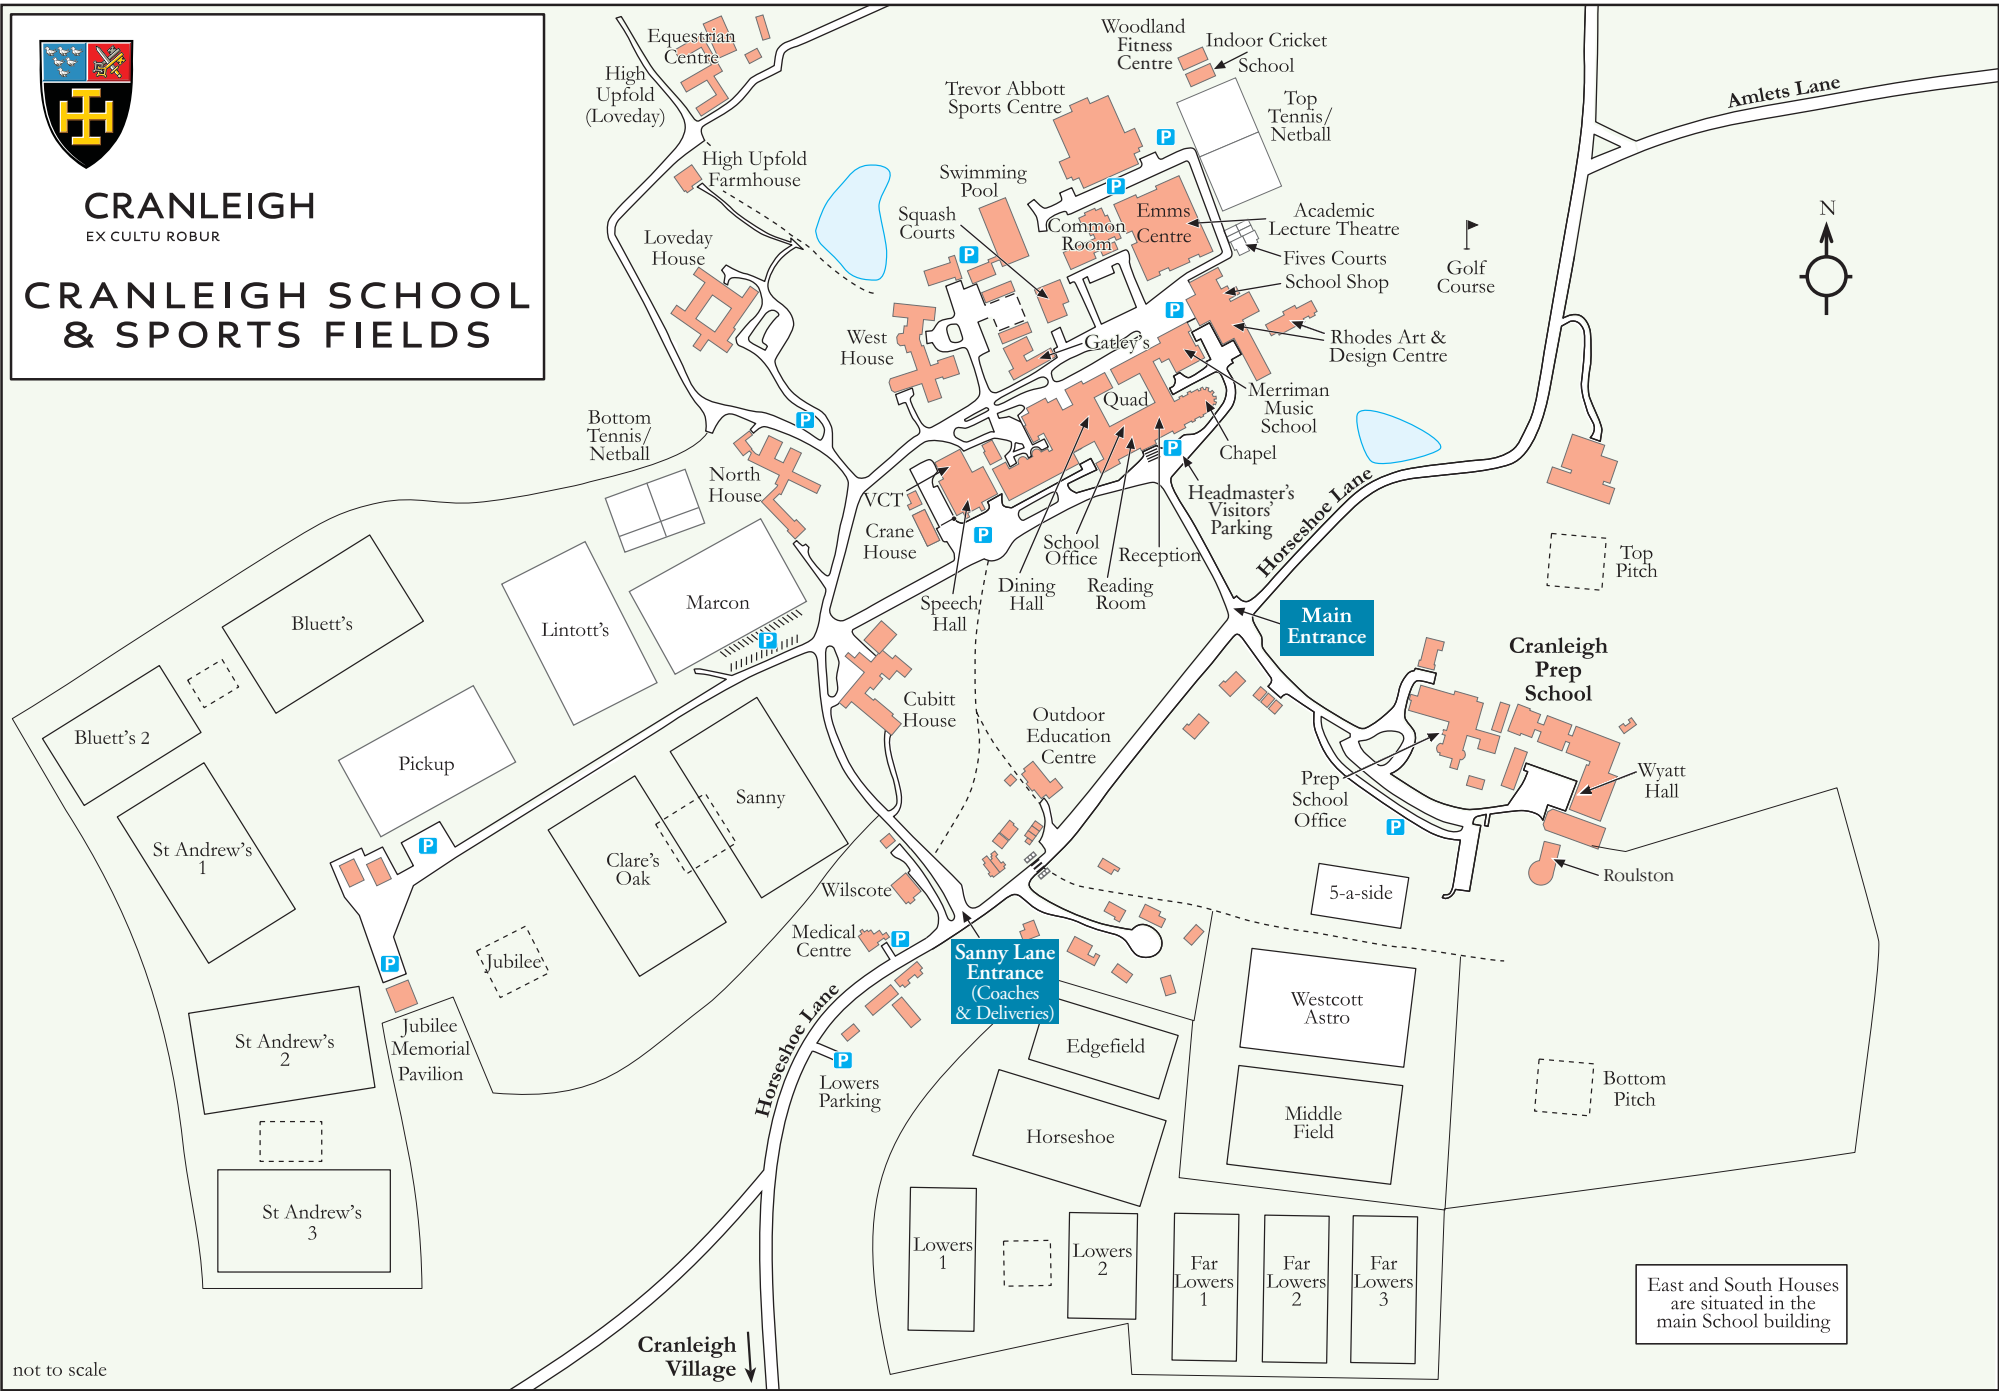 CRANLEIGH
EX CULTU ROBUR
CRANLEIGH SCHOOL
& SPORTS FIELDS
Equestrian
Centre
High
Upfold
(Loveday)
High Upfold
Farmhouse
Loveday
House
Woodland
Fitness
Centre
Indoor Cricket
School
Trevor Abbott
Sports Centre
Top
Tennis/
Netball
P
P
Swimming
Pool
Squash
Courts
P
Common
Room
Emms
Centre
Academic
Lecture Theatre
Fives Courts
School Shop
P
Rhodes Art &
Design Centre
Golf
Course
N
Amlets Lane
West
House
Gatley's
Quad
Merriman
Music
School
Chapel
P
Headmaster's
Visitors'
Parking
Horseshoe Lane
Bottom
Tennis/
Netball
P
North
House
VCT
Crane
House
P
Speech
Hall
Dining
Hall
School
Office
Reading
Room
Reception
Main
Entrance
Top
Pitch
Cranleigh
Prep
School
Prep
School
Office
P
Wyatt
Hall
Roulston
5-a-side
Bluett's
Bluett's 2
Lintott's
Marcon
P
Pickup
Cubitt
House
Outdoor
Education
Centre
Sanny
Clare's
Oak
St Andrew's
1
P
P
Jubilee
Wilscote
Medical
Centre
P
Sanny Lane
Entrance
(Coaches
& Deliveries)
Jubilee
Memorial
Pavilion
St Andrew's
2
St Andrew's
3
Horseshoe Lane
P
Lowers
Parking
Edgefield
Horseshoe
Westcott
Astro
Middle
Field
Bottom
Pitch
Lowers
1
Lowers
2
Far
Lowers
1
Far
Lowers
2
Far
Lowers
3
East and South Houses
are situated in the
main School building
Cranleigh
Village
not to scale